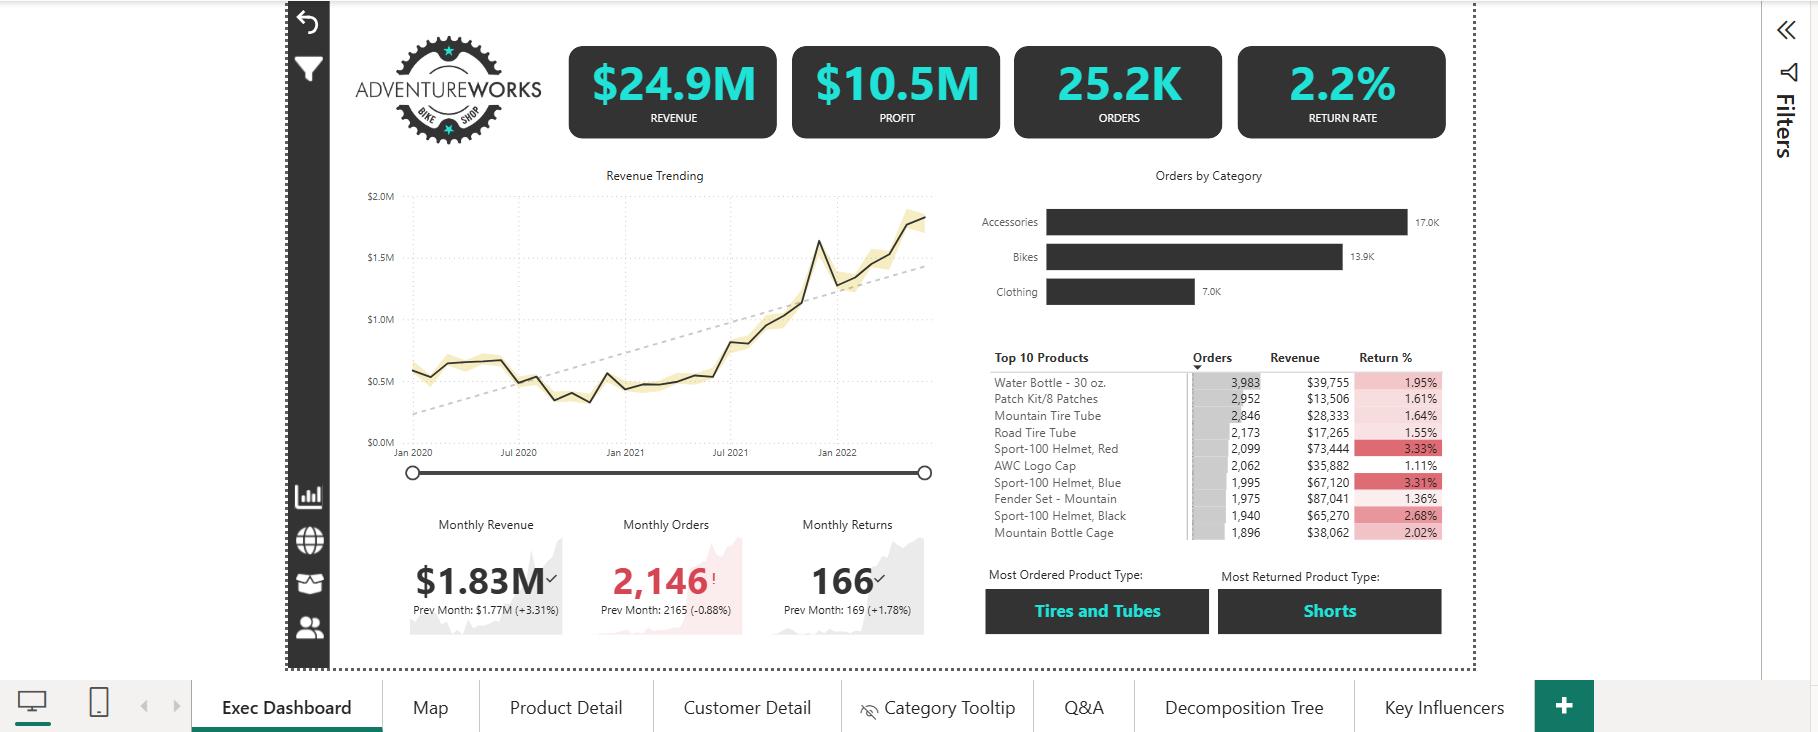 ADVENTUREWORKS
BIKE SHOP
$24.9M
REVENUE
$10.5M
PROFIT
25.2K
ORDERS
2.2%
RETURN RATE
Filters
Revenue Trending
$2.0M
$1.5M
$1.0M
$0.5M
$0.0M
Jan 2020 Jul 2020 Jan 2021 Jul 2021 Jan 2022
Orders by Category
Accessories 17.0K
Bikes 13.9K
Clothing 7.0K
Top 10 Products Orders Revenue Return %
Water Bottle - 30 oz. 3,983 $39,755 1.95%
Patch Kit/8 Patches 2,952 $13,506 1.61%
Mountain Tire Tube 2,846 $28,333 1.64%
Road Tire Tube 2,173 $17,265 1.55%
Sport-100 Helmet, Red 2,099 $73,444 3.33%
AWC Logo Cap 2,062 $35,882 1.11%
Sport-100 Helmet, Blue 1,995 $67,120 3.31%
Fender Set - Mountain 1,975 $87,041 1.36%
Sport-100 Helmet, Black 1,940 $65,270 2.68%
Mountain Bottle Cage 1,896 $38,062 2.02%
Monthly Revenue
$1.83M
Prev Month: $1.77M (+3.31%)
Monthly Orders
2,146!
Prev Month: 2165 (-0.88%)
Monthly Returns
166
Prev Month: 169 (+1.78%)
Most Ordered Product Type:
Tires and Tubes
Most Returned Product Type:
Shorts
Exec Dashboard Map Product Detail Customer Detail Category Tooltip Q&A Decomposition Tree Key Influencers